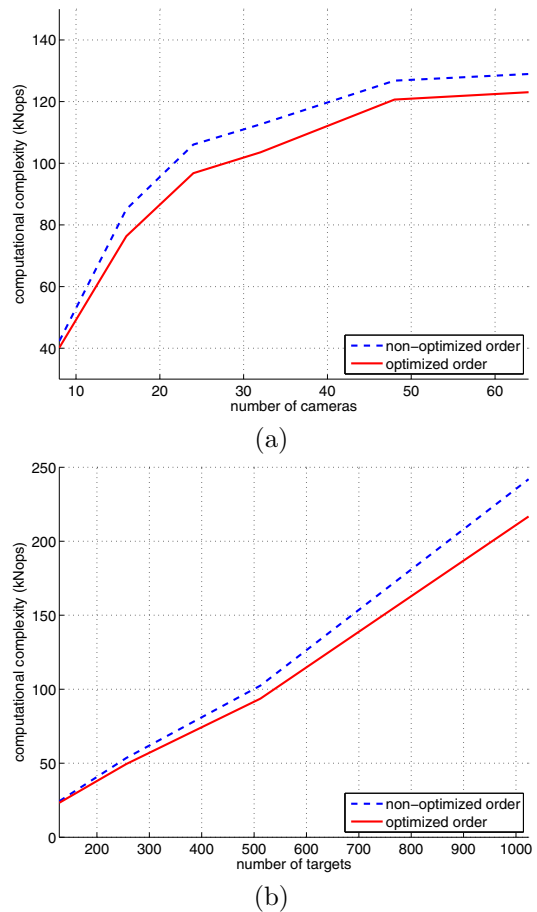 140
120
100
80
60
40
computational complexity (kNops)
non-optimized order
optimized order
10 20 30 40 50 60
number of cameras
(a)
250
200
150
100
50
0
computational complexity (kNops)
non-optimized order
optimized order
200 300 400 500 600 700 800 900 1000
number of targets
(b)